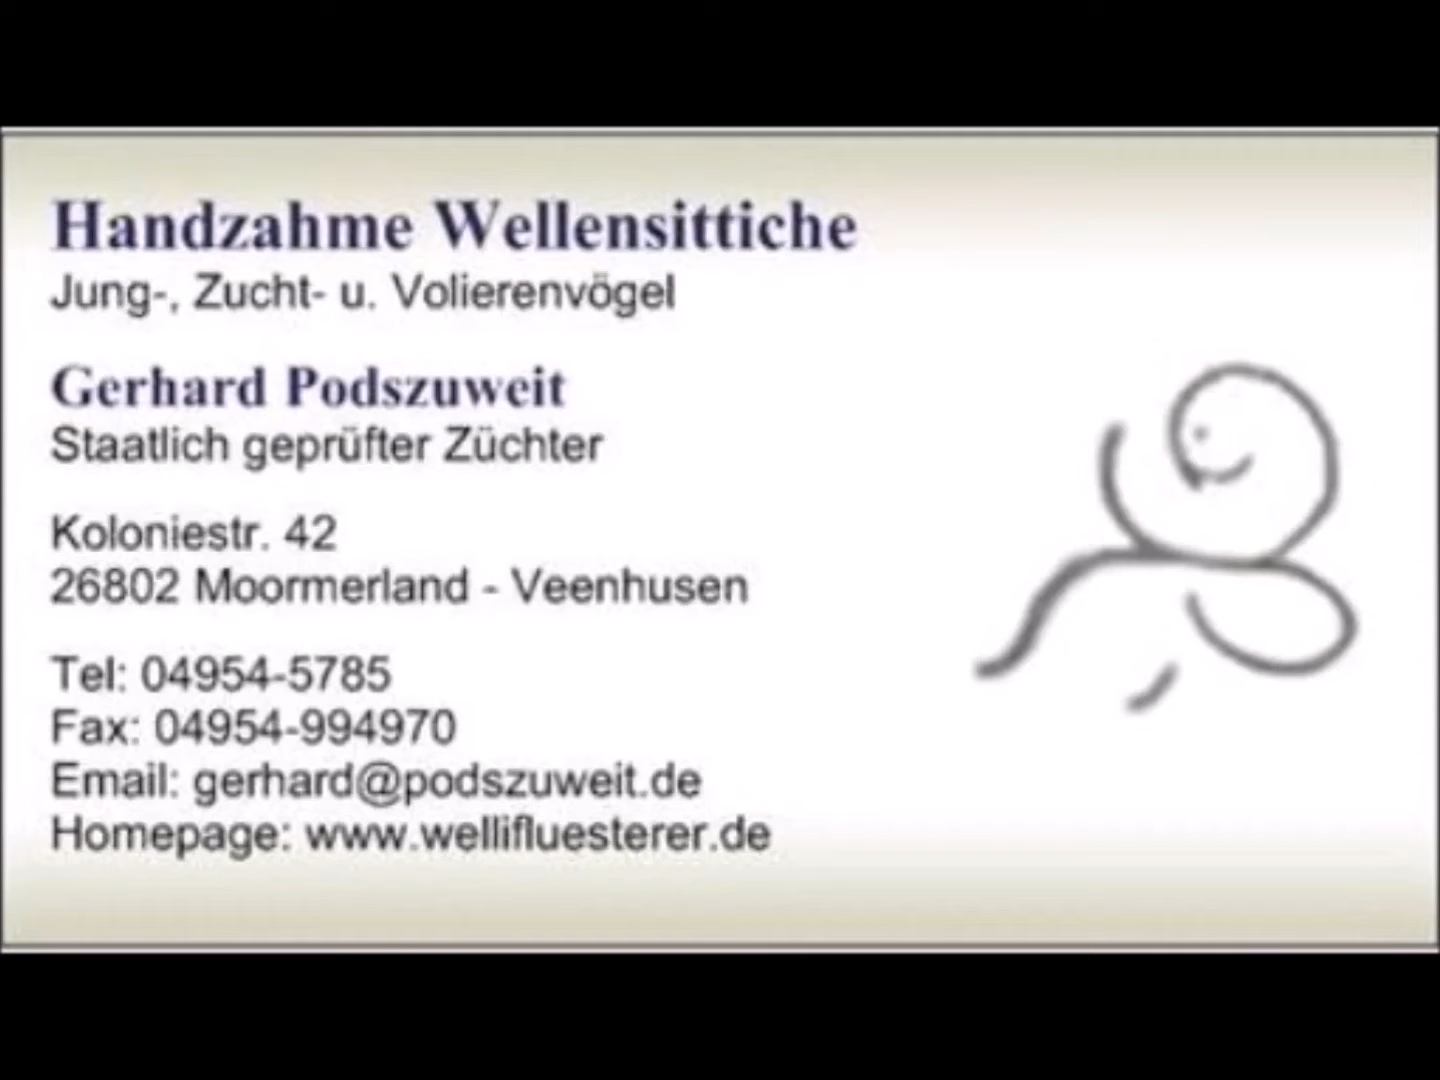 Handzahme Wellensittiche
Jung-, Zucht- u. Volierenvögel
Gerhard Podszuweit
Staatlich geprüfter Züchter
Koloniestr. 42
26802 Moormerland - Veenhusen
Tel: 04954-5785
Fax: 04954-994970
Email: gerhard@podszuweit.de
Homepage: www.wellifluesterer.de